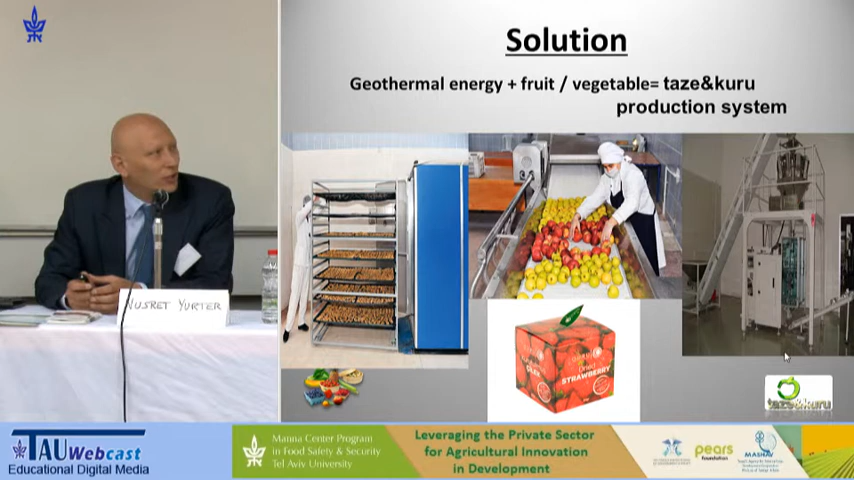 Solution
Geothermal energy + fruit / vegetable= taze&kuru
production system
NUSRET YURTER
Dried
STRAWBERRY
taze&kuru
TAU Webcast
Educational Digital Media
Manna Center Program
in Food Safety & Security
Tel Aviv University
Leveraging the Private Sector
for Agricultural Innovation
in Development
pears
foundation
MASHAV